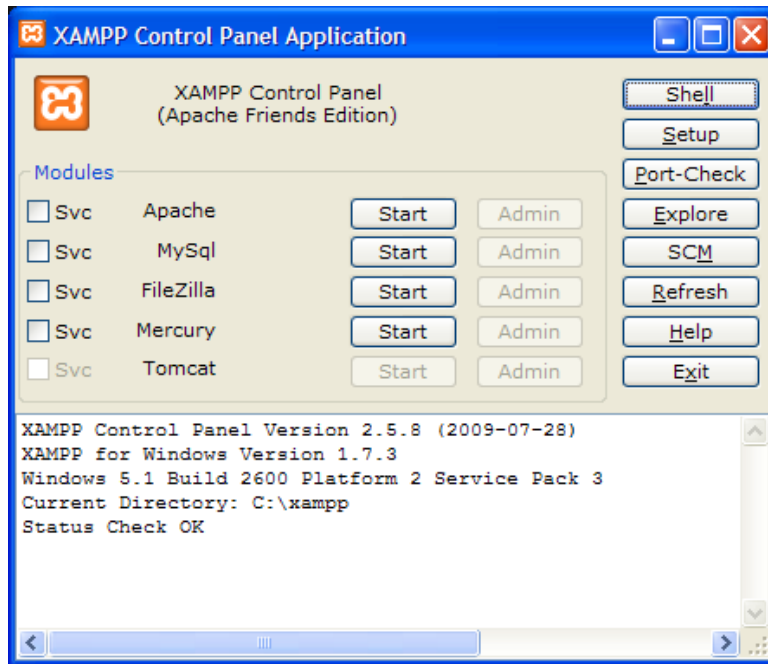 XAMPP Control Panel Application
XAMPP Control Panel
(Apache Friends Edition)
Shell
Setup
Port-Check
Explore
SCM
Refresh
Help
Exit
Modules
Svc Apache Start Admin
Svc MySql Start Admin
Svc FileZilla Start Admin
Svc Mercury Start Admin
Svc Tomcat Start Admin
XAMPP Control Panel Version 2.5.8 (2009-07-28)
XAMPP for Windows Version 1.7.3
Windows 5.1 Build 2600 Platform 2 Service Pack 3
Current Directory: C:\xampp
Status Check OK